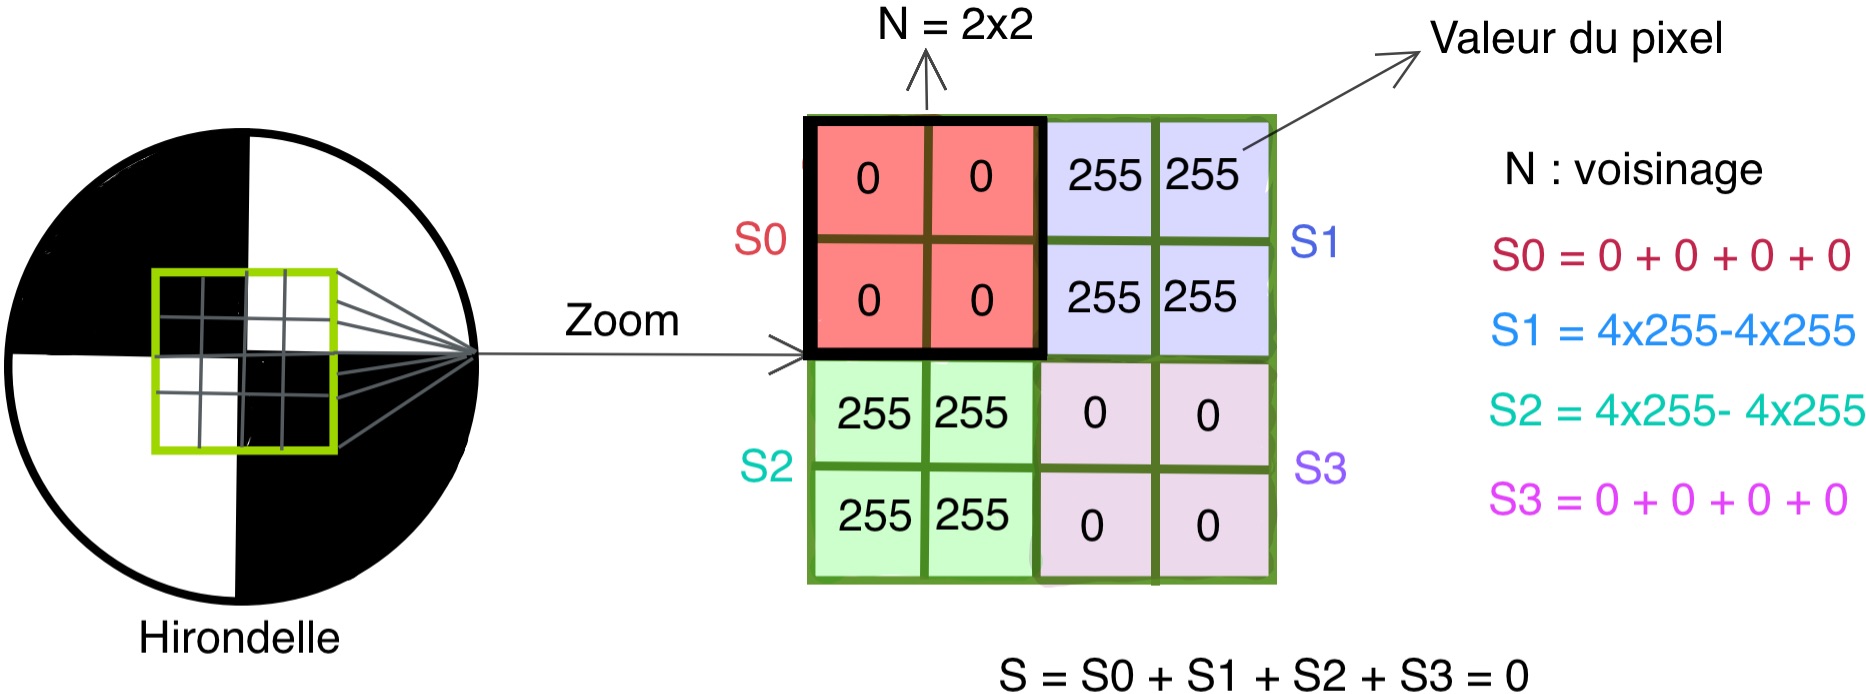 N = 2x2
Valeur du pixel
0 0 255 255
N : voisinage
S0
S1
S0 = 0 + 0 + 0 + 0
0 0 255 255
Zoom
S1 = 4x255-4x255
255 255 0 0
S2 = 4x255- 4x255
S2
S3
S3 = 0 + 0 + 0 + 0
255 255 0 0
Hirondelle
S = S0 + S1 + S2 + S3 = 0